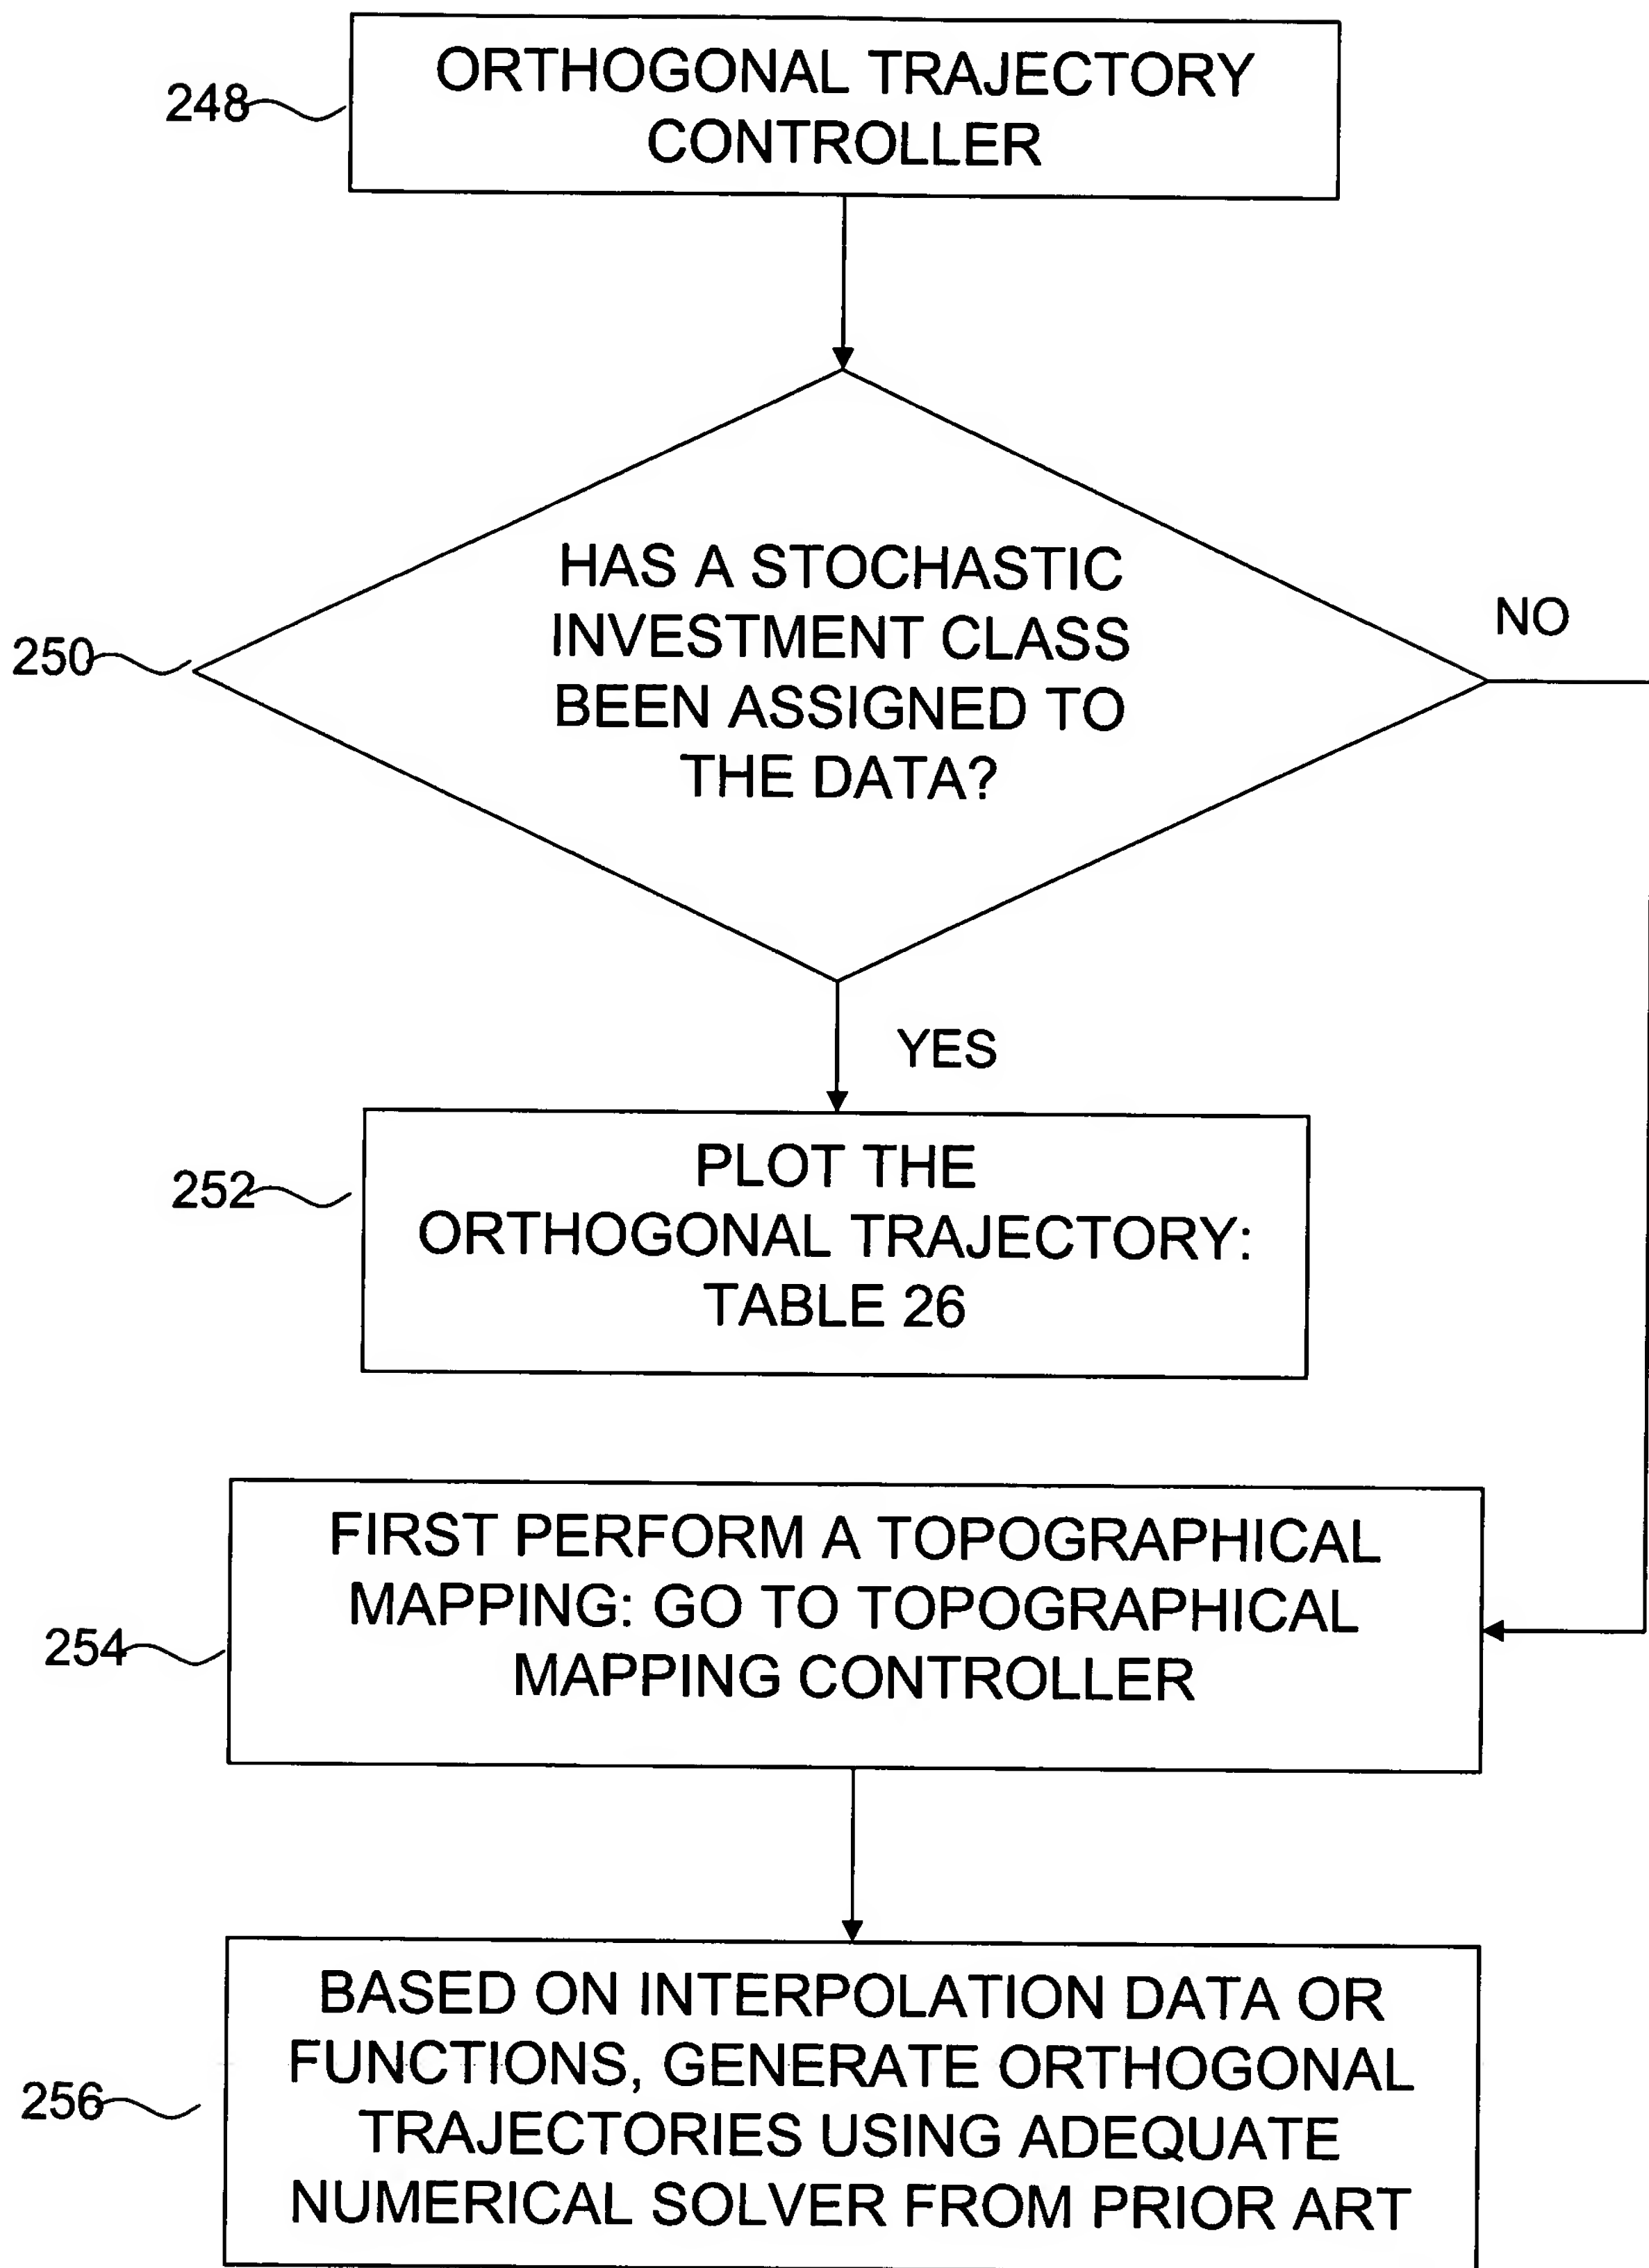 ORTHOGONAL TRAJECTORY
CONTROLLER
248
HAS A STOCHASTIC
INVESTMENT CLASS
BEEN ASSIGNED TO
THE DATA?
250
NO
YES
PLOT THE
ORTHOGONAL TRAJECTORY:
TABLE 26
252
FIRST PERFORM A TOPOGRAPHICAL
MAPPING: GO TO TOPOGRAPHICAL
MAPPING CONTROLLER
254
BASED ON INTERPOLATION DATA OR
FUNCTIONS, GENERATE ORTHOGONAL
TRAJECTORIES USING ADEQUATE
NUMERICAL SOLVER FROM PRIOR ART
256